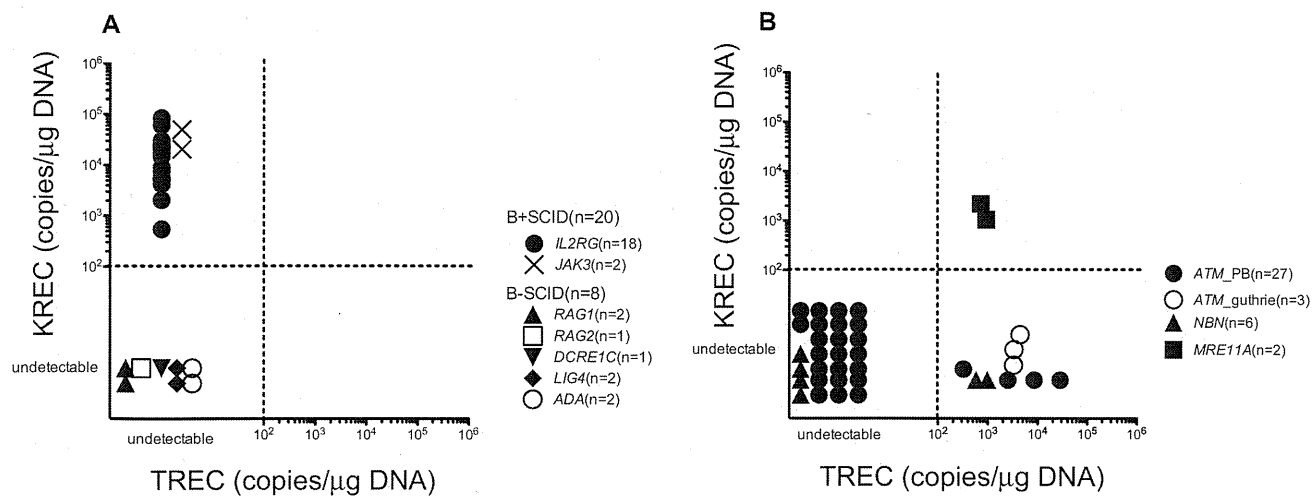 A
KREC (copies/µg DNA)
10⁶
10⁵
10⁴
10³
10²
undetectable
undetectable
10²
10³
10⁴
10⁵
10⁶
TREC (copies/µg DNA)
B+SCID(n=20)
IL2RG(n=18)
JAK3(n=2)
B-SCID(n=8)
RAG1(n=2)
RAG2(n=1)
DCRE1C(n=1)
LIG4(n=2)
ADA(n=2)
B
KREC (copies/µg DNA)
10⁶
10⁵
10⁴
10³
10²
undetectable
undetectable
10²
10³
10⁴
10⁵
10⁶
TREC (copies/µg DNA)
ATM_PB(n=27)
ATM_guthrie(n=3)
NBN(n=6)
MRE11A(n=2)